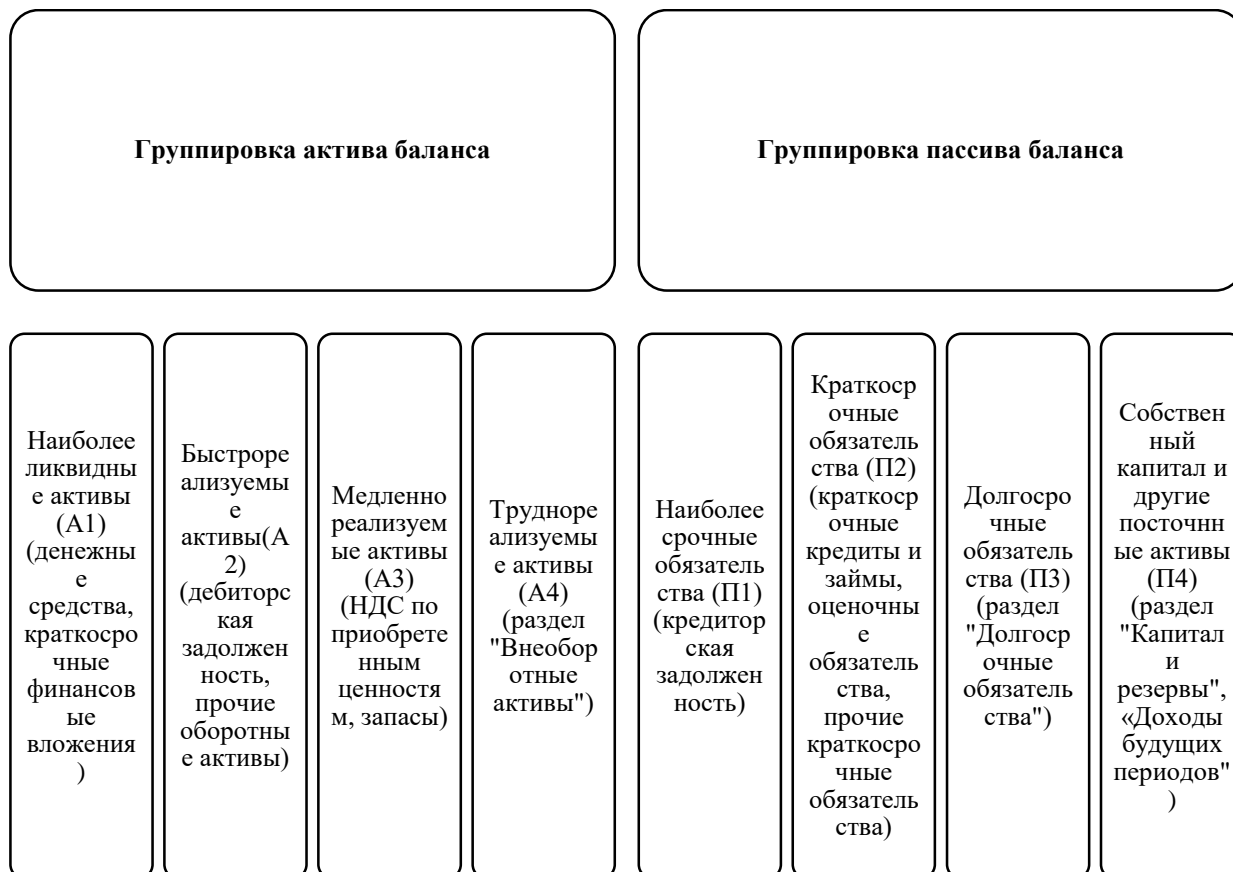 Группировка актива баланса
Группировка пассива баланса
Наиболее
ликвидны
е активы
(А1)
(денежны
е
средства,
краткосро
чные
финансов
ые
вложения
)
Быстроре
ализуемы
е
активы(А
2)
(дебиторс
кая
задолжен
ность,
прочие
оборотны
е активы)
Медленно
реализуем
ые активы
(А3)
(НДС по
приобрете
нным
ценностя
м, запасы)
Трудноре
ализуемы
е активы
(А4)
(раздел
"Внеобор
отные
активы")
Наиболее
срочные
обязатель
ства (П1)
(кредитор
ская
задолжен
ность)
Краткоср
очные
обязатель
ства (П2)
(краткоср
очные
кредиты и
займы,
оценочны
е
обязатель
ства,
прочие
краткосро
чные
обязатель
ства)
Долгосро
чные
обязатель
ства (П3)
(раздел
"Долгоср
очные
обязатель
ства")
Собствен
ный
капитал и
другие
посточнн
ые активы
(П4)
(раздел
"Капитал
и
резервы",
«Доходы
будущих
периодов"
)